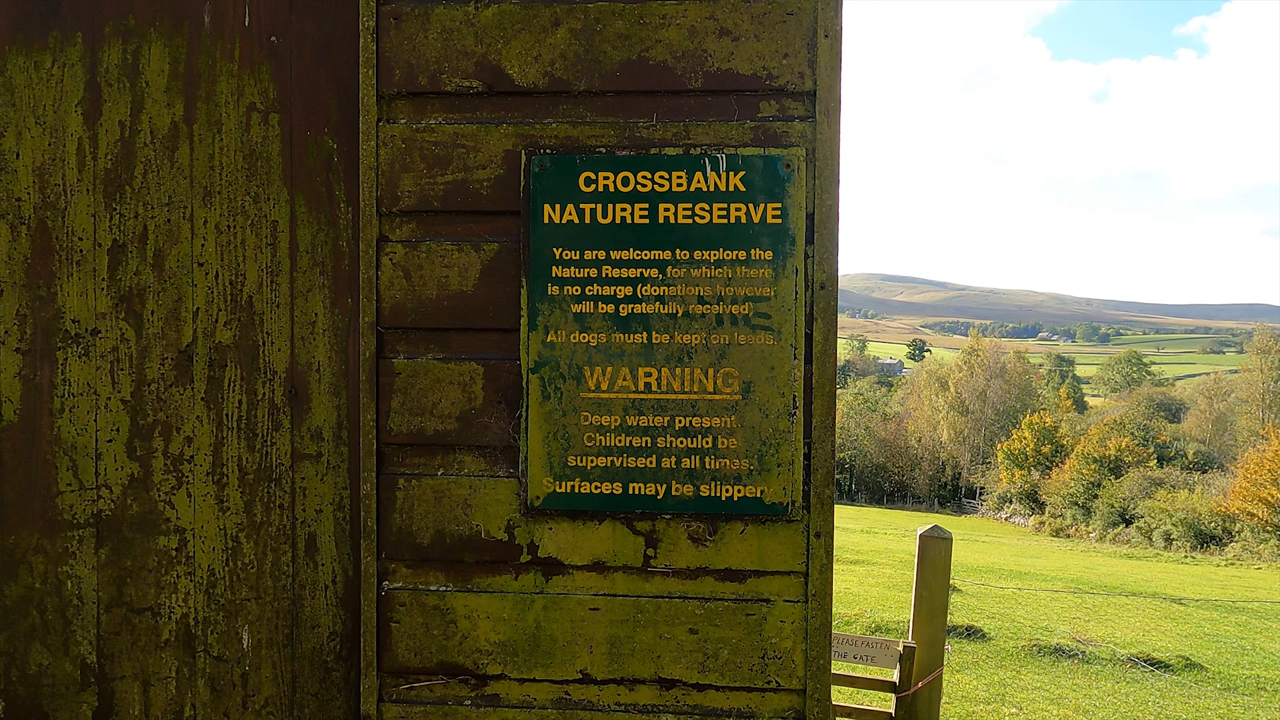 CROSSBANK
NATURE RESERVE
You are welcome to explore the
Nature Reserve, for which there
is no charge (donations however
will be gratefully received)
All dogs must be kept on leads.
WARNING
Deep water present.
Children should be
supervised at all times.
Surfaces may be slippery.
PLEASE FASTEN
THE GATE